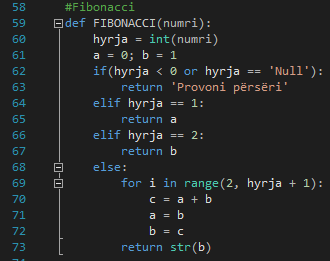 58 #Fibonacci
59 def FIBONACCI(numri):
60     hyrja = int(numri)
61     a = 0; b = 1
62     if(hyrja < 0 or hyrja == 'Null'):
63         return 'Provoni përsëri'
64     elif hyrja == 1:
65         return a
66     elif hyrja == 2:
67         return b
68     else:
69         for i in range(2, hyrja + 1):
70             c = a + b
71             a = b
72             b = c
73         return str(b)